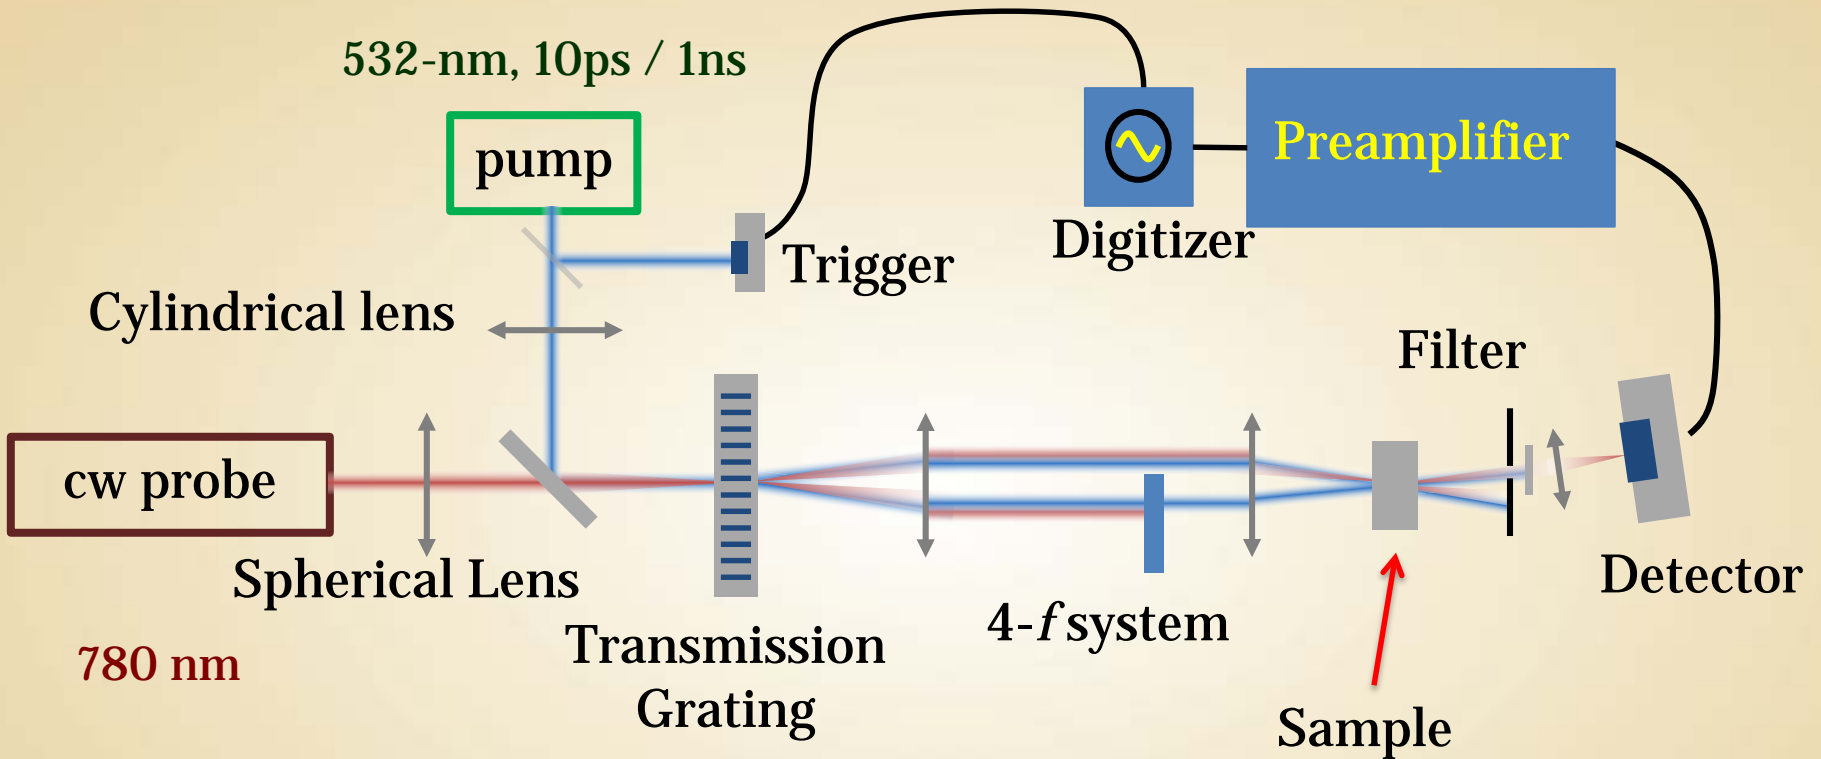 532-nm, 10ps / 1ns
pump
Preamplifier
Digitizer
Trigger
Cylindrical lens
Filter
cw probe
Spherical Lens
Detector
4-f system
Transmission
Grating
780 nm
Sample